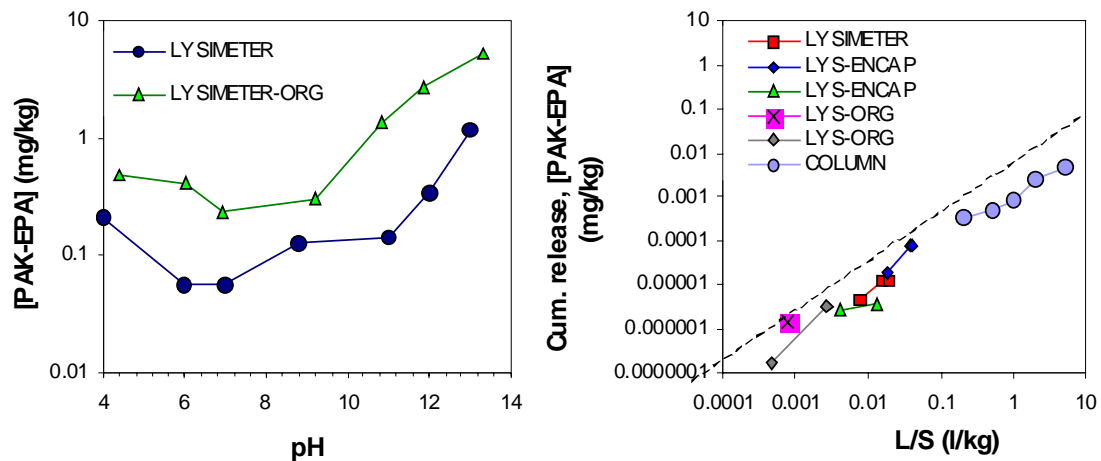 10
1
0.1
0.01
[PAK-EPA] (mg/kg)
LYSIMETER
LYSIMETER-ORG
4 6 8 10 12 14
pH
10
1
0.1
0.01
0.001
0.0001
0.00001
0.000001
0.0000001
Cum. release, [PAK-EPA]
(mg/kg)
LYSIMETER
LYS-ENCAP
LYS-ENCAP
LYS-ORG
LYS-ORG
COLUMN
0.0001 0.001 0.01 0.1 1 10
L/S (l/kg)